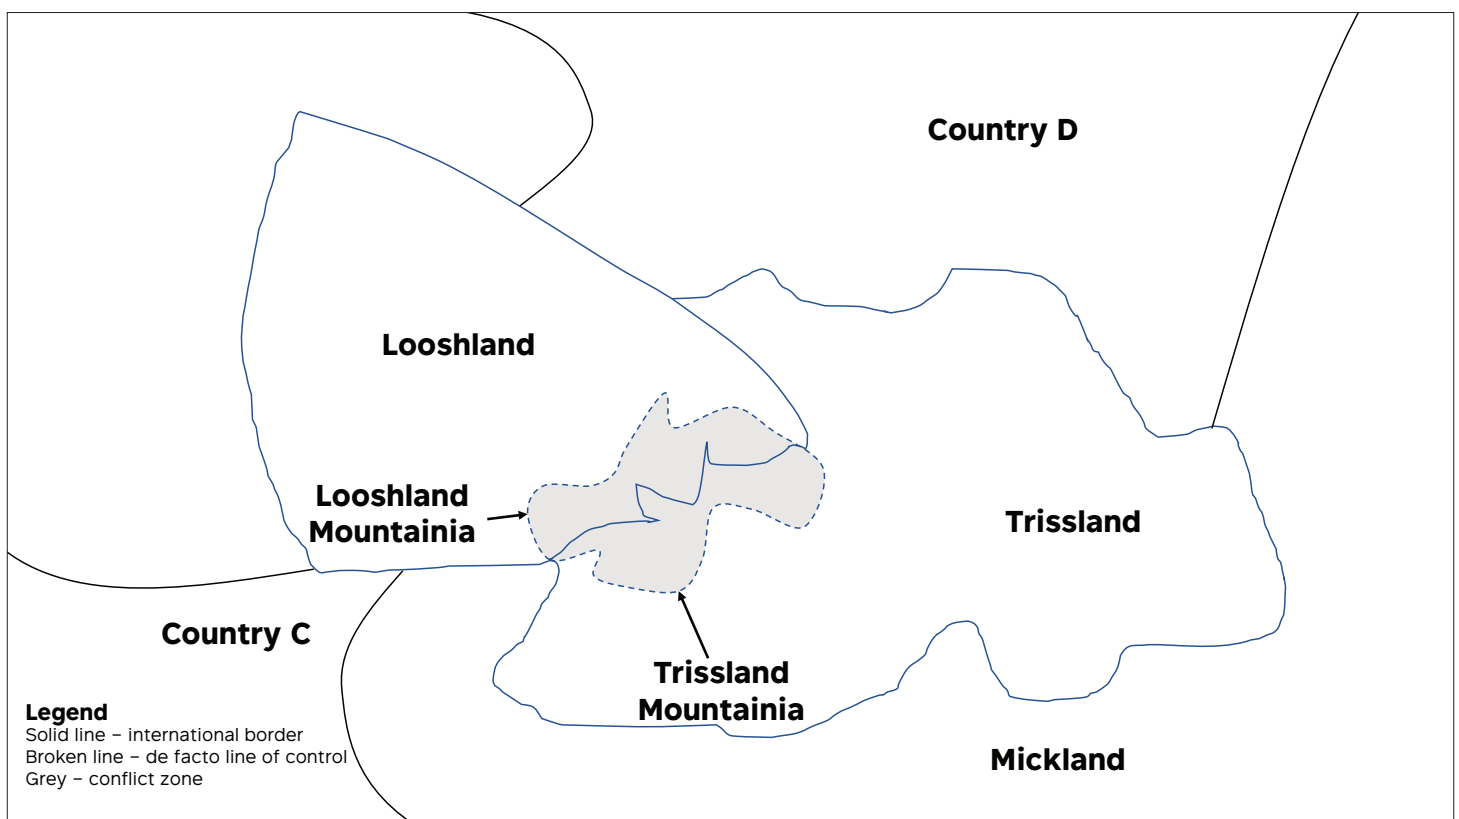 Country D
Looshland
Looshland
Mountainia
Trissland
Country C
Trissland
Mountainia
Legend
Solid line – international border
Broken line – de facto line of control
Grey – conflict zone
Mickland